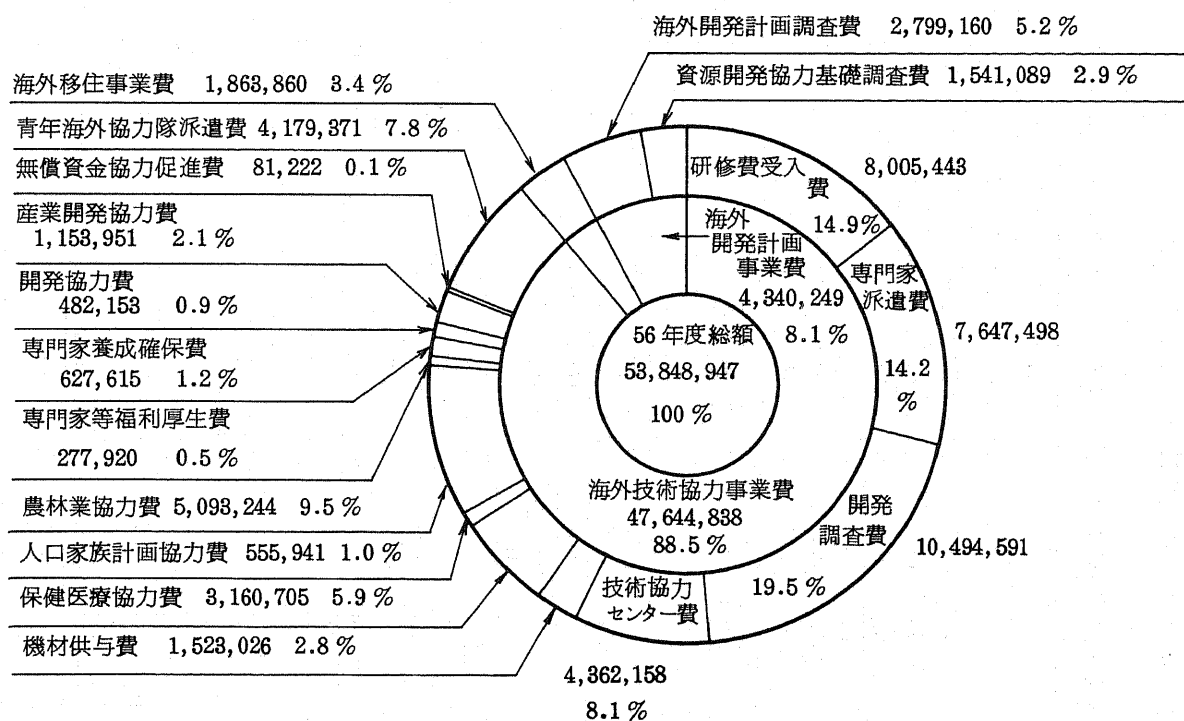 海外開発計画調査費 2,799,160 5.2 %
資源開発協力基礎調査費 1,541,089 2.9 %
海外移住事業費 1,863,860 3.4 %
青年海外協力隊派遣費 4,179,371 7.8 %
無償資金協力促進費 81,222 0.1 %
産業開発協力費
1,153,951 2.1 %
開発協力費
482,153 0.9 %
専門家養成確保費
627,615 1.2 %
専門家等福利厚生費
277,920 0.5 %
農林業協力費 5,093,244 9.5 %
人口家族計画協力費 555,941 1.0 %
保健医療協力費 3,160,705 5.9 %
機材供与費 1,523,026 2.8 %
研修費受入
費
8,005,443
14.9%
専門家
派遣費
7,647,498
14.2
%
開発
調査費
10,494,591
19.5 %
技術協力
センター費
4,362,158
8.1 %
海外
開発計画
事業費
4,340,249
8.1 %
56 年度総額
53,848,947
100 %
海外技術協力事業費
47,644,838
88.5 %